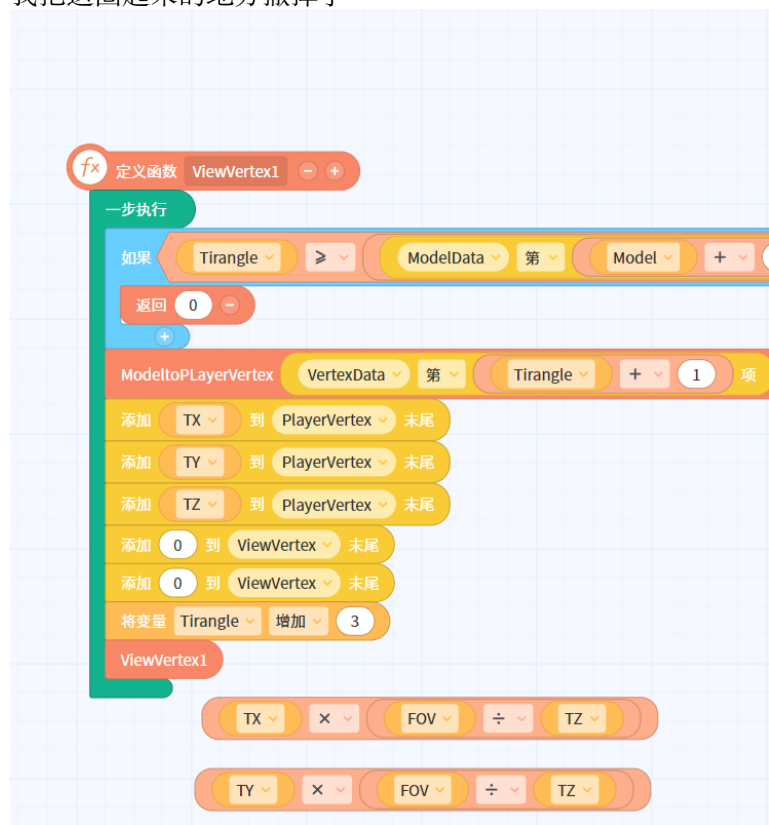 定义函数 ViewVertex1 - +
一步执行
如果 Tirangle ≥ ModelData 第 Model +
返回 0 -
+
ModeltoPLayerVertex VertexData 第 Tirangle + 1 项
添加 TX 到 PlayerVertex 末尾
添加 TY 到 PlayerVertex 末尾
添加 TZ 到 PlayerVertex 末尾
添加 0 到 ViewVertex 末尾
添加 0 到 ViewVertex 末尾
将变量 Tirangle 增加 3
ViewVertex1
TX × FOV ÷ TZ
TY × FOV ÷ TZ